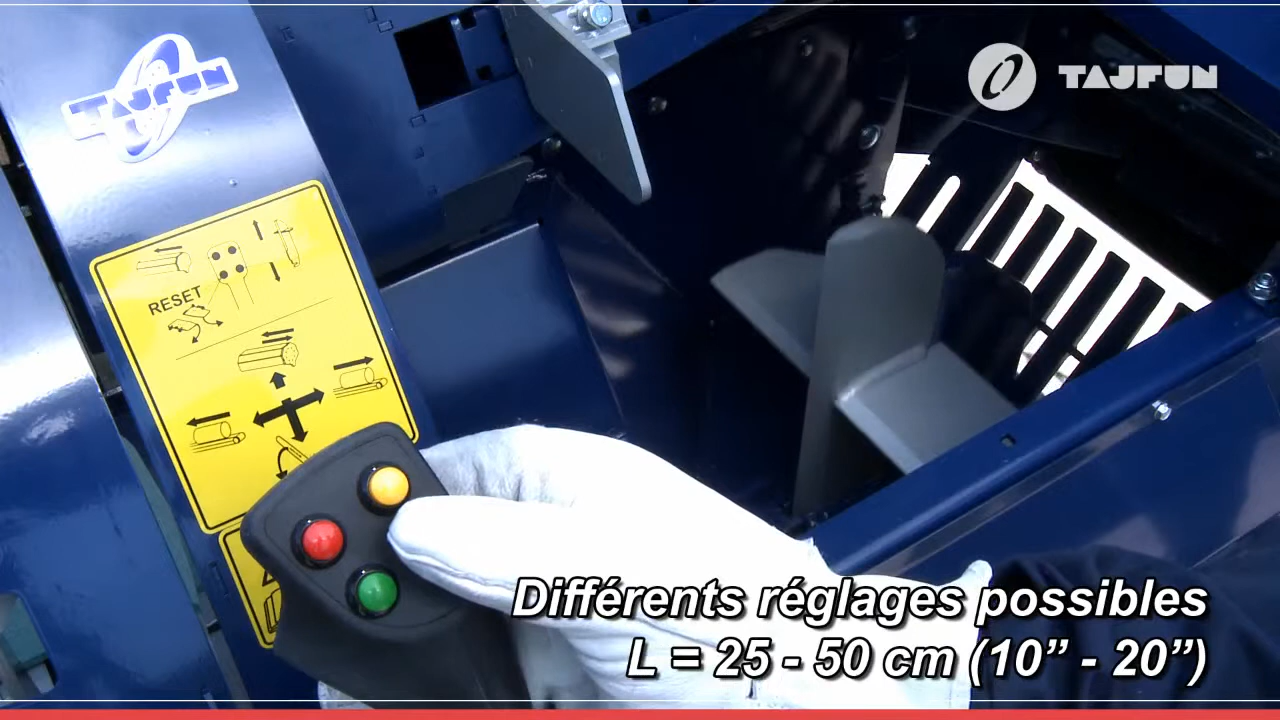 TAJFUN
TAJFUN
RESET
Différents réglages possibles
L = 25 - 50 cm (10” - 20”)